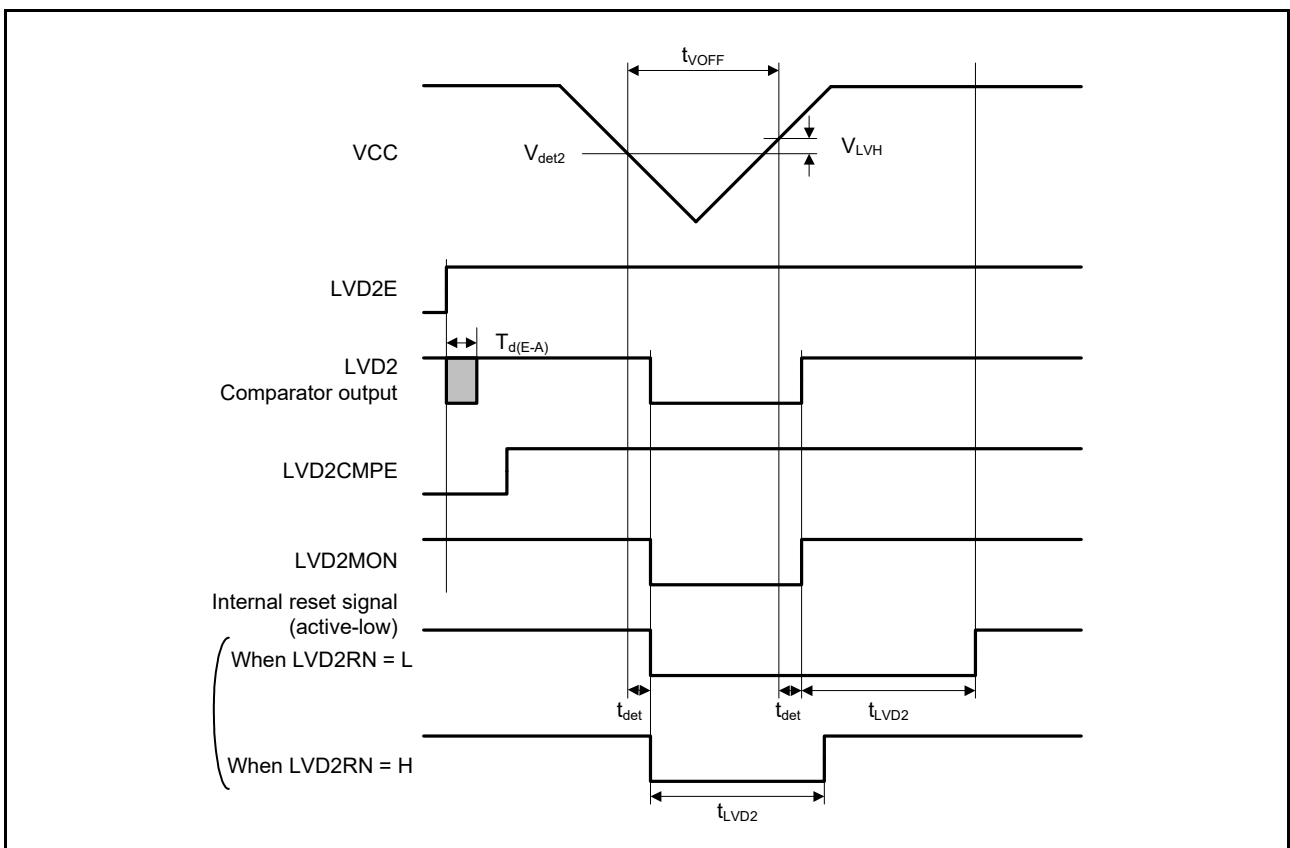 tVOFF
VCC
Vdet2
VLVH
LVD2E
Td(E-A)
LVD2
Comparator output
LVD2CMPE
LVD2MON
Internal reset signal
(active-low)
When LVD2RN = L
tdet
tdet
tLVD2
When LVD2RN = H
tLVD2